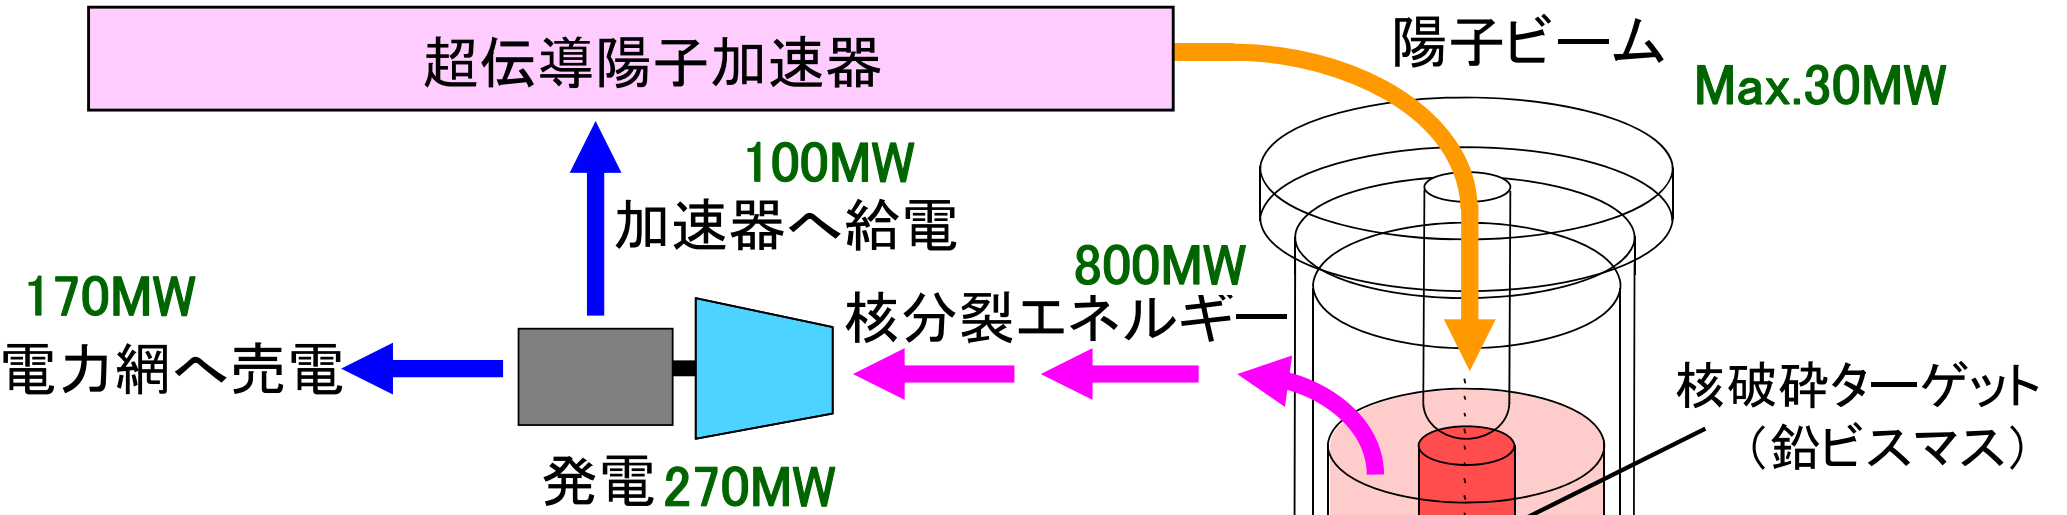 超伝導陽子加速器
陽子ビーム
Max.30MW
100MW
加速器へ給電
800MW
核分裂エネルギー
170MW
電力網へ売電
発電 270MW
核破砕ターゲット
（鉛ビスマス）